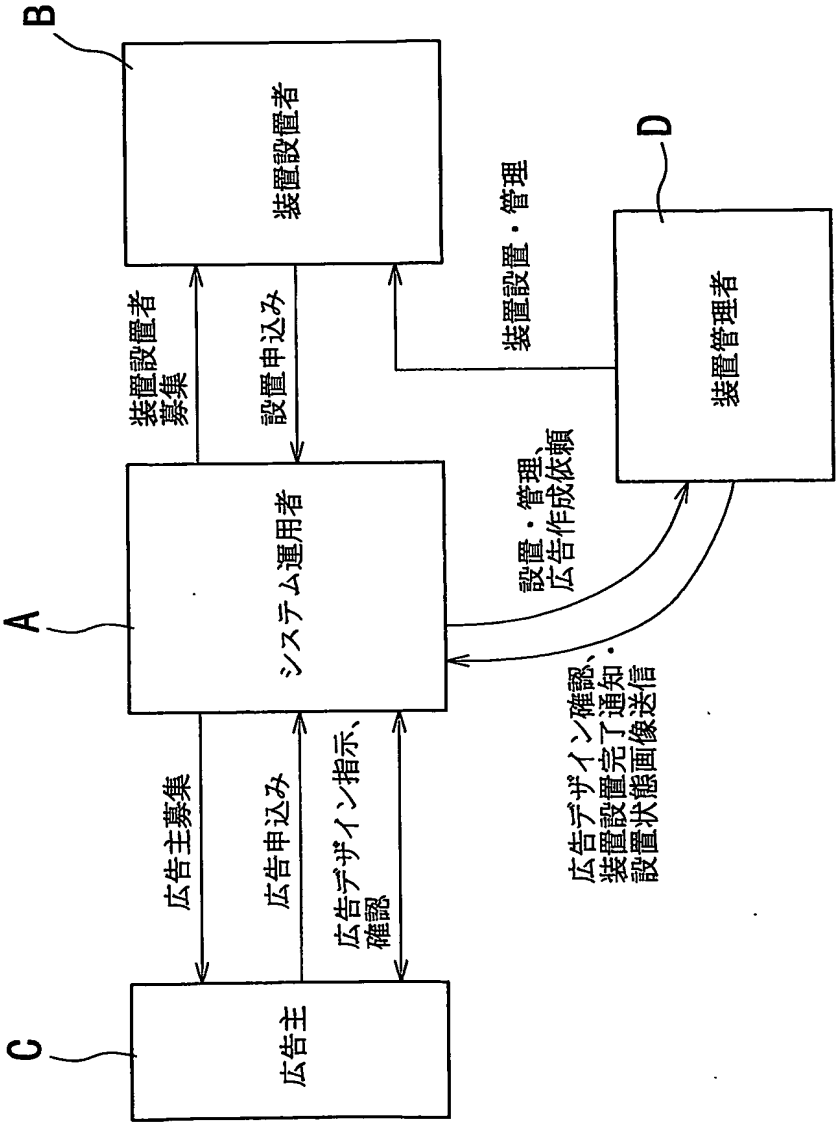 C
広告主
広告主募集
広告申込み
広告デザイン指示、
確認
A
システム運用者
装置設置者
募集
設置申込み
B
装置設置者
設置・管理、
広告作成依頼
広告デザイン確認、
装置設置完了通知
設置状態画像送信
装置設置・管理
D
装置管理者